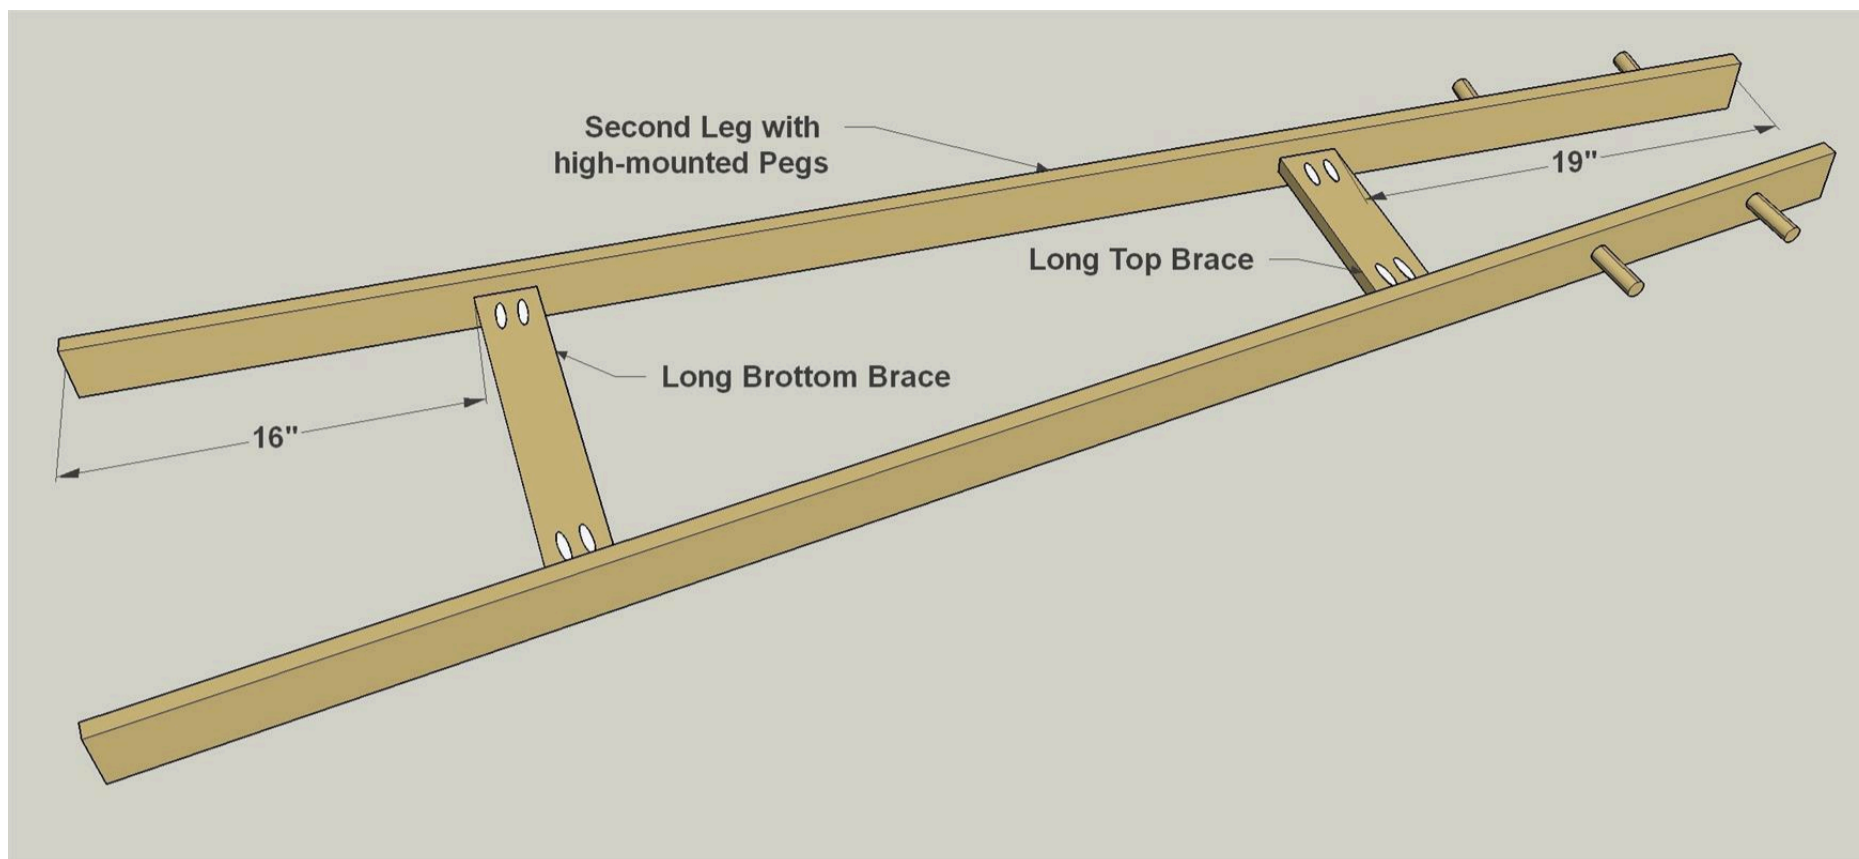 Second Leg with
high-mounted Pegs
19"
Long Top Brace
Long Brottom Brace
16"